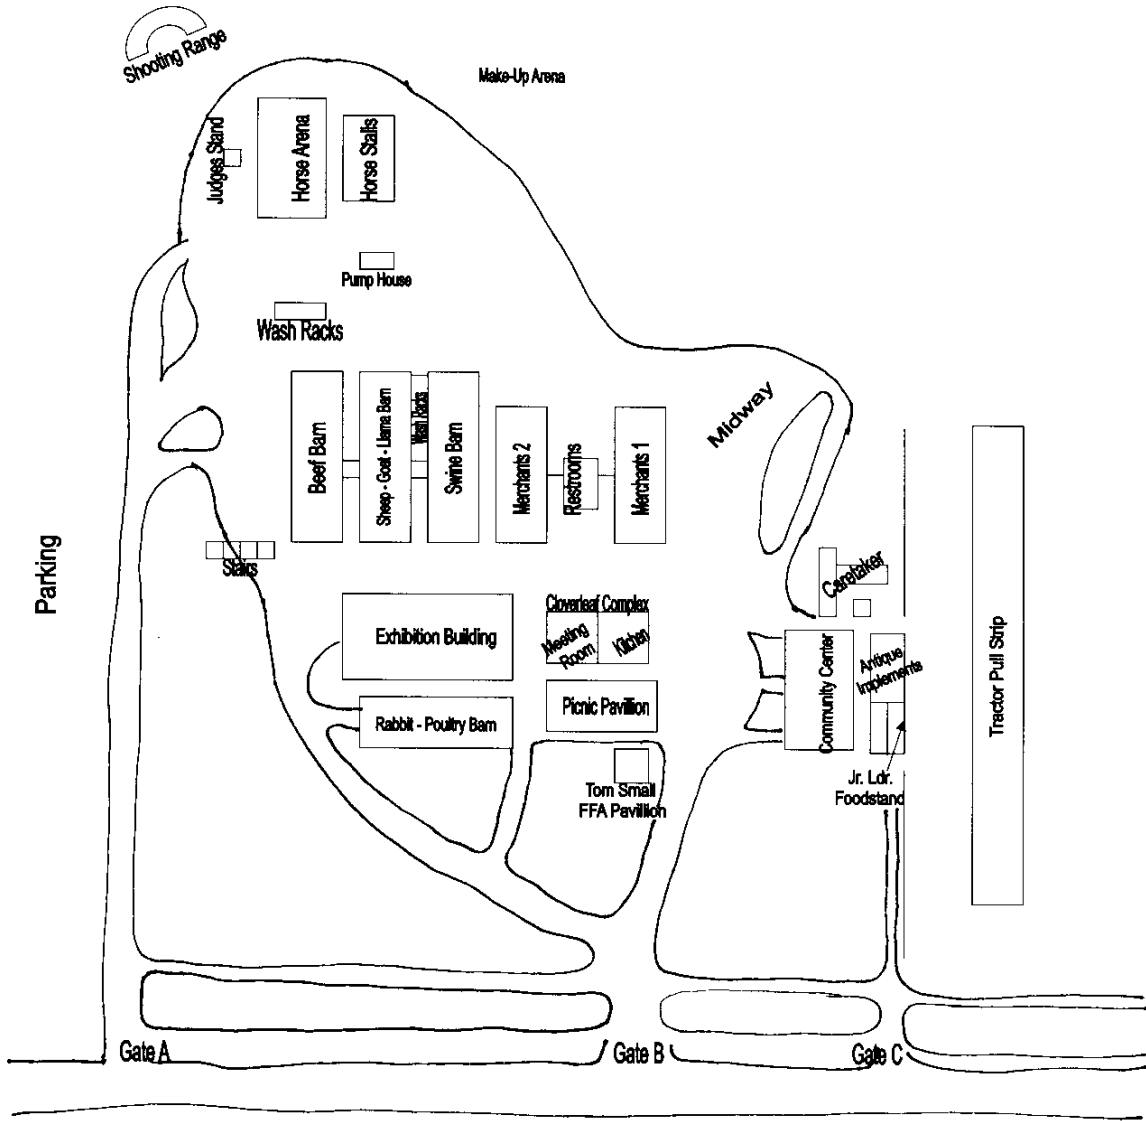 Shooting Range
Make-Up Arena
Judges Stand
Horse Arena
Horse Stalls
Pump House
Wash Racks
Beef Barn
Sheep - Goat - Llama Barn
Wash Racks
Swine Barn
Merchants 2
Restrooms
Merchants 1
Midway
Parking
Stairs
Caretaker
Cloverleaf Complex
Meeting
Room
Kitchen
Exhibition Building
Picnic Pavillion
Rabbit - Poultry Barn
Community Center
Antique
Implements
Tractor Pull Strip
Tom Small
FFA Pavillion
Jr. Ldr.
Foodstand
Gate A
Gate B
Gate C